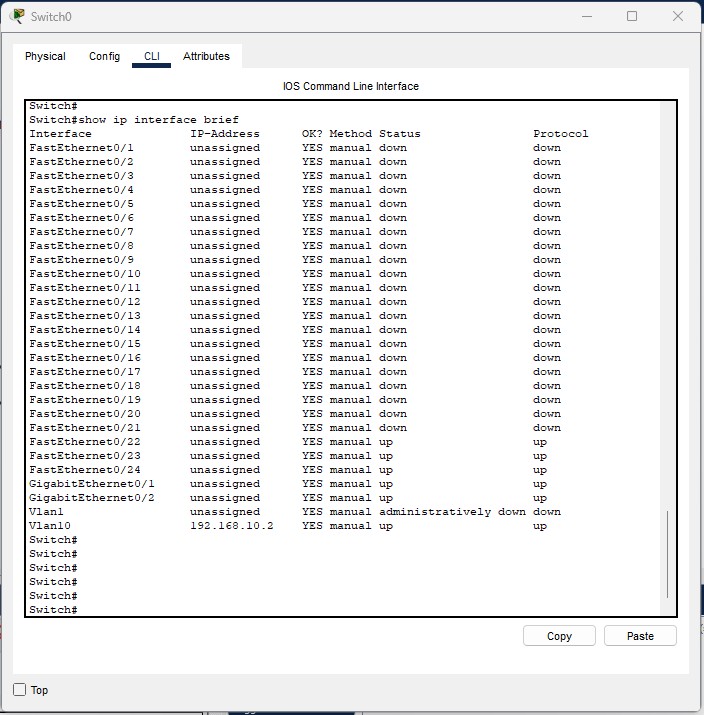 Switch0
Physical Config CLI Attributes
IOS Command Line Interface
Switch#
Switch#show ip interface brief
Interface IP-Address OK? Method Status Protocol
FastEthernet0/1 unassigned YES manual down down
FastEthernet0/2 unassigned YES manual down down
FastEthernet0/3 unassigned YES manual down down
FastEthernet0/4 unassigned YES manual down down
FastEthernet0/5 unassigned YES manual down down
FastEthernet0/6 unassigned YES manual down down
FastEthernet0/7 unassigned YES manual down down
FastEthernet0/8 unassigned YES manual down down
FastEthernet0/9 unassigned YES manual down down
FastEthernet0/10 unassigned YES manual down down
FastEthernet0/11 unassigned YES manual down down
FastEthernet0/12 unassigned YES manual down down
FastEthernet0/13 unassigned YES manual down down
FastEthernet0/14 unassigned YES manual down down
FastEthernet0/15 unassigned YES manual down down
FastEthernet0/16 unassigned YES manual down down
FastEthernet0/17 unassigned YES manual down down
FastEthernet0/18 unassigned YES manual down down
FastEthernet0/19 unassigned YES manual down down
FastEthernet0/20 unassigned YES manual down down
FastEthernet0/21 unassigned YES manual down down
FastEthernet0/22 unassigned YES manual up up
FastEthernet0/23 unassigned YES manual up up
FastEthernet0/24 unassigned YES manual up up
GigabitEthernet0/1 unassigned YES manual up up
GigabitEthernet0/2 unassigned YES manual up up
Vlan1 unassigned YES manual administratively down down
Vlan10 192.168.10.2 YES manual up up
Switch#
Switch#
Switch#
Switch#
Switch#
Switch#
Copy Paste
Top